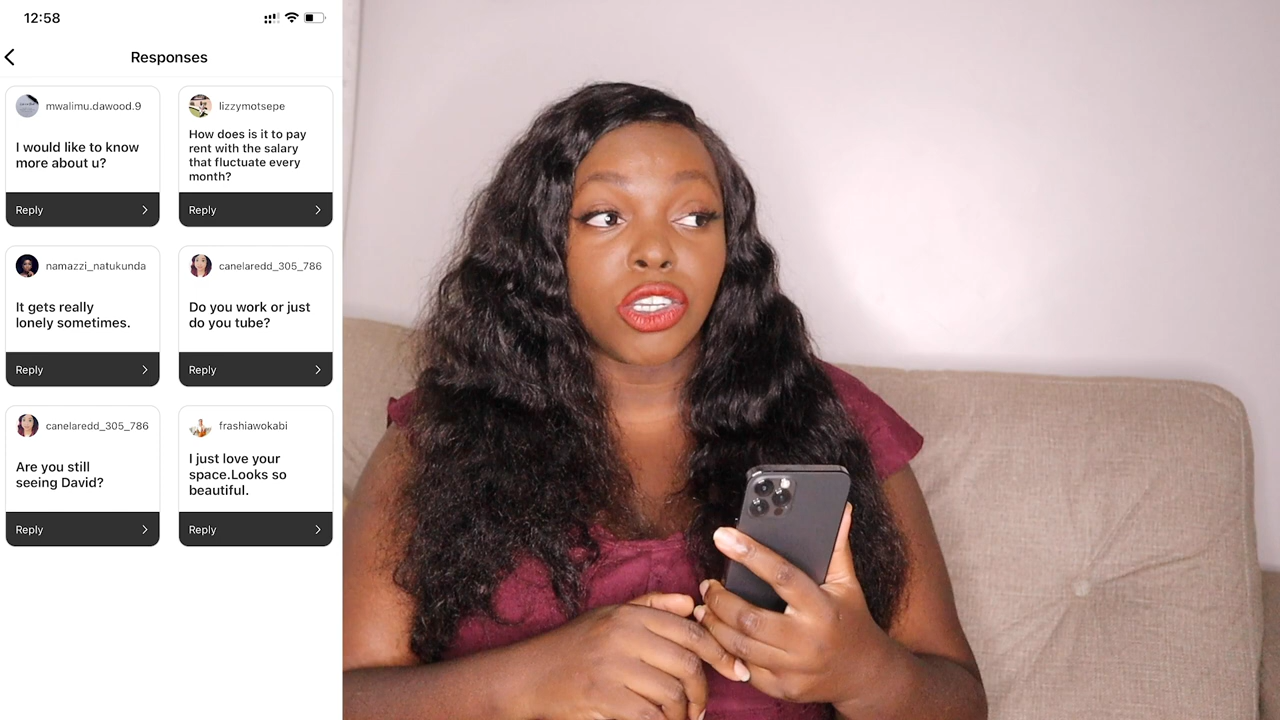 12:58
Responses
mwalimu.dawood.9
I would like to know
more about u?
Reply
lizzymotsepe
How does is it to pay
rent with the salary
that fluctuate every
month?
Reply
namazzi_natukunda
It gets really
lonely sometimes.
Reply
canelaredd_305_786
Do you work or just
do you tube?
Reply
canelaredd_305_786
Are you still
seeing David?
Reply
frashiawokabi
I just love your
space.Looks so
beautiful.
Reply